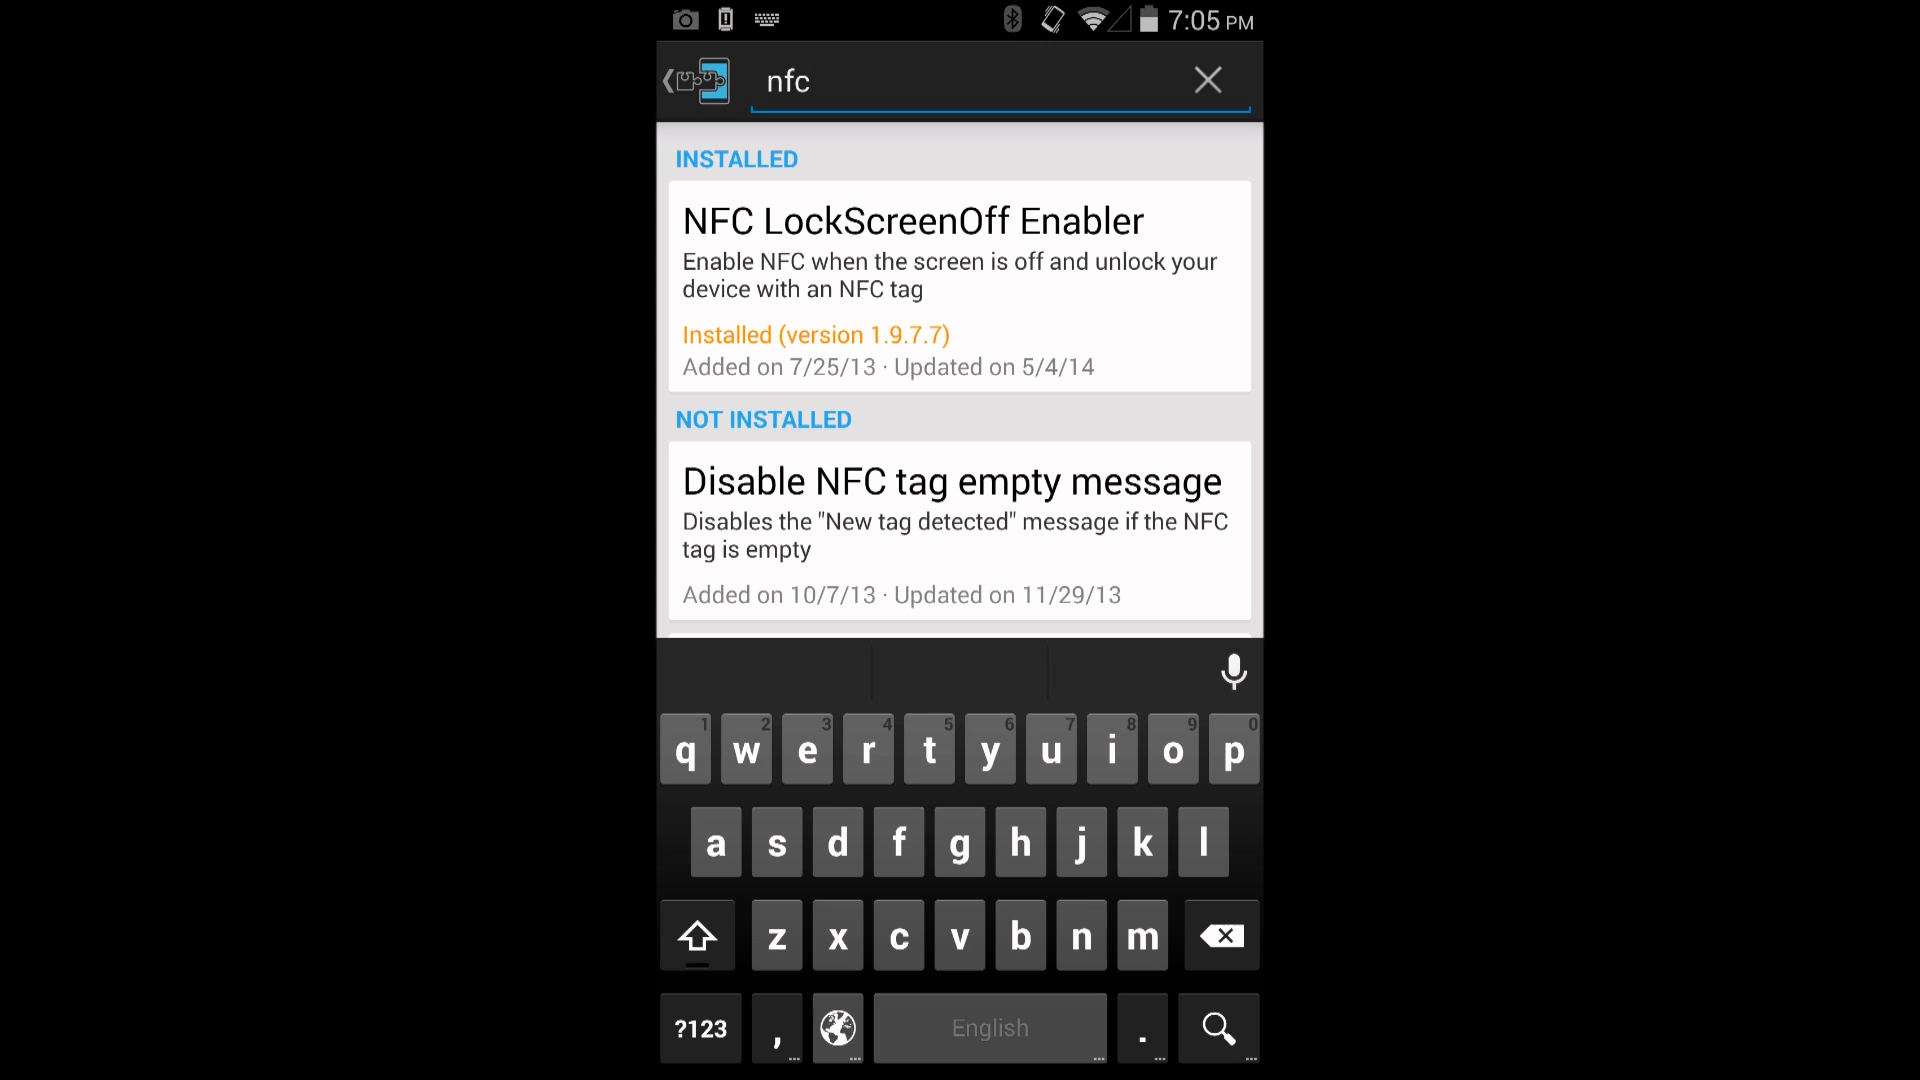 7:05 PM
nfc
INSTALLED
NFC LockScreenOff Enabler
Enable NFC when the screen is off and unlock your
device with an NFC tag
Installed (version 1.9.7.7)
Added on 7/25/13 · Updated on 5/4/14
NOT INSTALLED
Disable NFC tag empty message
Disables the "New tag detected" message if the NFC
tag is empty
Added on 10/7/13 · Updated on 11/29/13
1 2 3 4 5 6 7 8 9 0
q w e r t y u i o p
a s d f g h j k l
z x c v b n m
?123 , English .